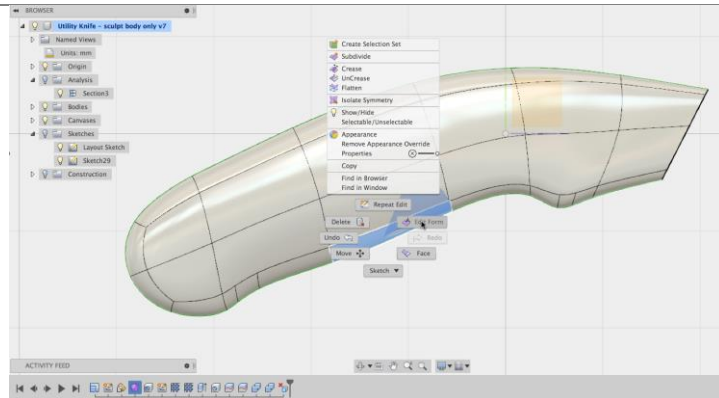 BROWSER
Utility Knife - sculpt body only v7
Named Views
Units: mm
Origin
Analysis
Section3
Bodies
Canvases
Sketches
Layout Sketch
Sketch29
Construction
Create Selection Set
Subdivide
Crease
UnCrease
Flatten
Isolate Symmetry
Show/Hide
Selectable/Unselectable
Appearance
Remove Appearance Override
Properties
Copy
Find in Browser
Find in Window
Repeat Edit
Delete
Edit Form
Undo
Redo
Move
Face
Sketch
ACTIVITY FEED